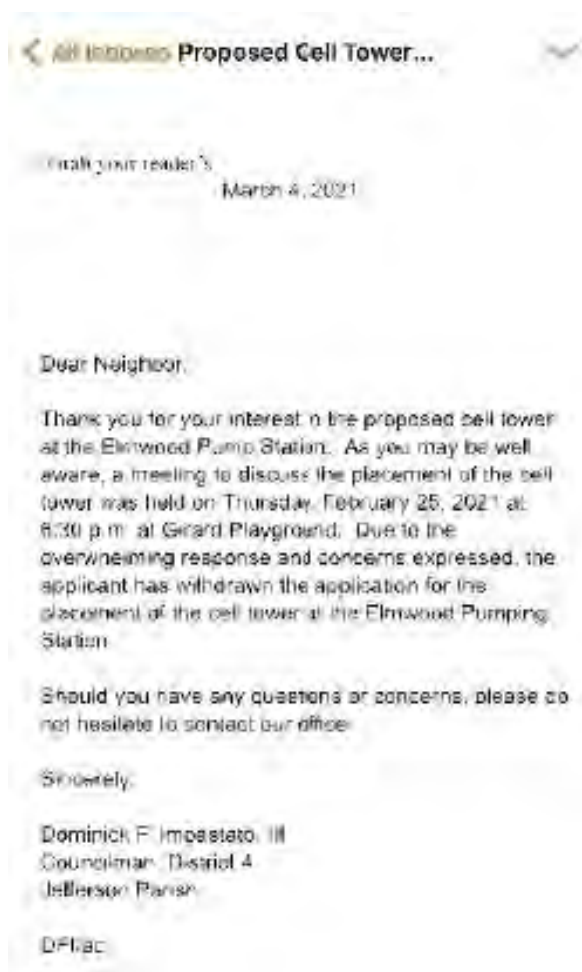 All Inboxes Proposed Cell Tower...
your reader's
March 4, 2021
Dear Neighbor,
Thank you for your interest in the proposed cell tower
at the Elmwood Pump Station. As you may be well
aware, a meeting to discuss the placement of the cell
tower was held on Thursday, February 25, 2021 at
6:30 p.m. at Girard Playground. Due to the
overwhelming response and concerns expressed, the
applicant has withdrawn the application for the
placement of the cell tower at the Elmwood Pumping
Station.
Should you have any questions or concerns, please do
not hesitate to contact our office.
Sincerely,
Dominick F. Impastato, III
Councilman, District 4
Jefferson Parish
DFI:ac